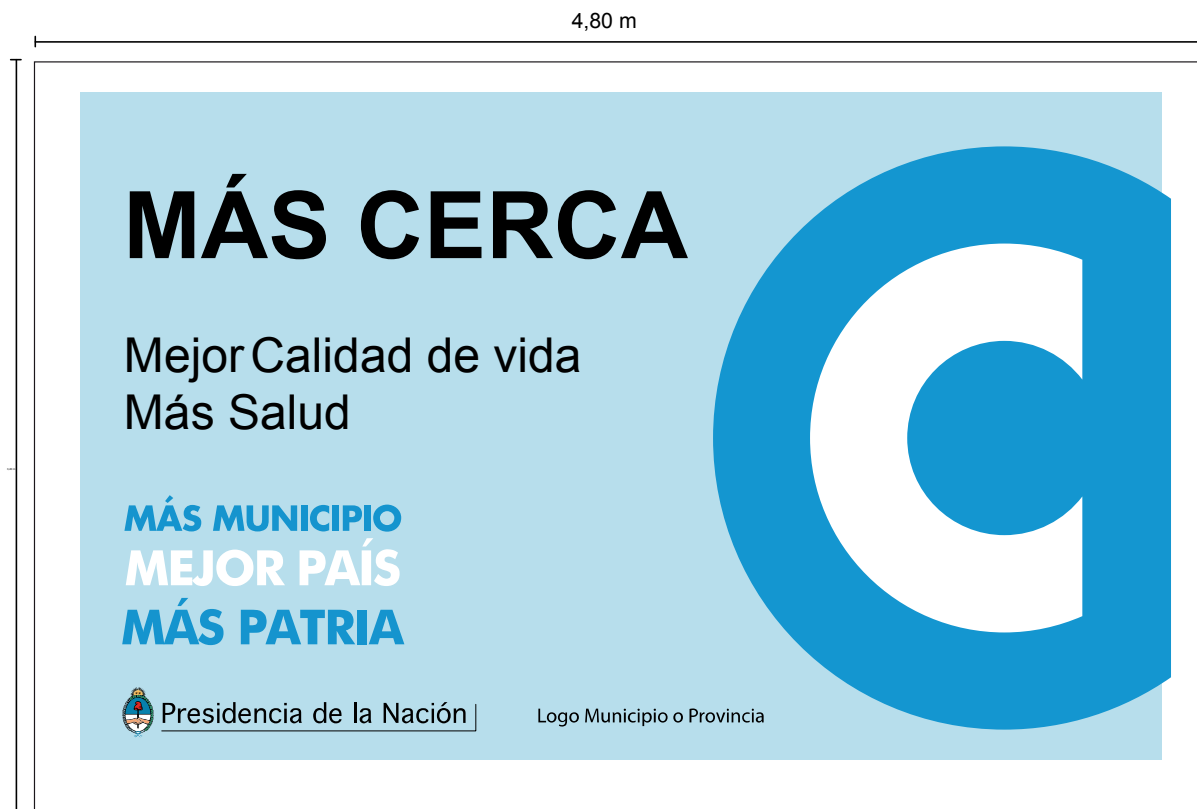 4,80 m
MÁS CERCA
Mejor Calidad de vida
Más Salud
MÁS MUNICIPIO
MEJOR PAÍS
MÁS PATRIA
Presidencia de la Nación
Logo Municipio o Provincia